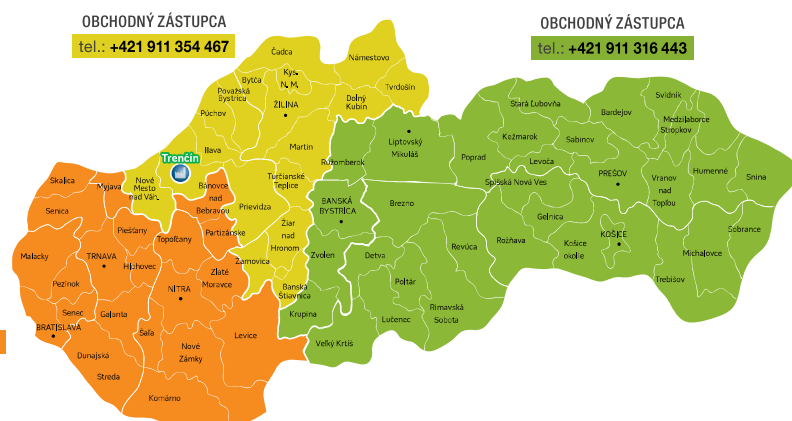 OBCHODNÝ ZÁSTUPCA
tel.: +421 911 354 467
OBCHODNÝ ZÁSTUPCA
tel.: +421 911 316 443
Čadca
Námestovo
Kys.
N. M.
Bytča
Tvrdošín
Považská
Bystrica
ŽILINA
Dolný
Kubín
Púchov
Ilava
Martin
Trenčín
Ružomberok
Turčianske
Teplice
Nové
Mesto
nad Váh.
Bánovce
nad
Bebravou
Prievidza
Žiar
nad
Hronom
Žarnovica
Banská
Štiavnica
Skalica
Myjava
Senica
Piešťany
Topoľčany
Partizánske
Malacky
TRNAVA
Hlohovec
Zlaté
Moravce
Pezinok
NITRA
Senec
Galanta
BRATISLAVA
Šaľa
Levice
Dunajská
Streda
Nové
Zámky
Komárno
Liptovský
Mikuláš
Poprad
Stará Ľubovňa
Kežmarok
Levoča
Sabinov
Bardejov
Svidník
Medzilaborce
Stropkov
PREŠOV
Vranov
nad
Topľou
Humenné
Snina
Spišská Nová Ves
BANSKÁ
BYSTRICA
Brezno
Gelnica
Rožňava
Košice
okolie
KOŠICE
Sobrance
Michalovce
Trebišov
Revúca
Zvolen
Detva
Poltár
Rimavská
Sobota
Lučenec
Krupina
Veľký Krtíš